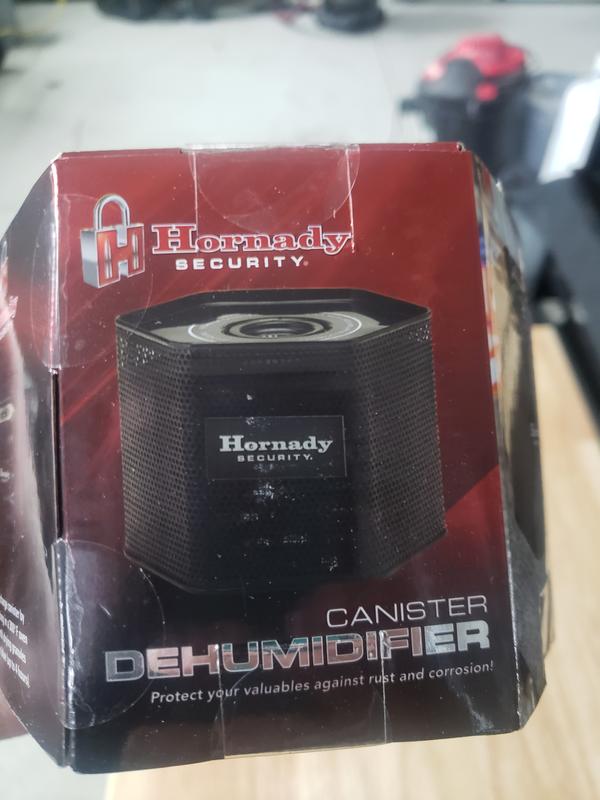 Hornady
SECURITY®
Hornady
SECURITY.
CANISTER
DEHUMIDIFIER
Protect your valuables against rust and corrosion!